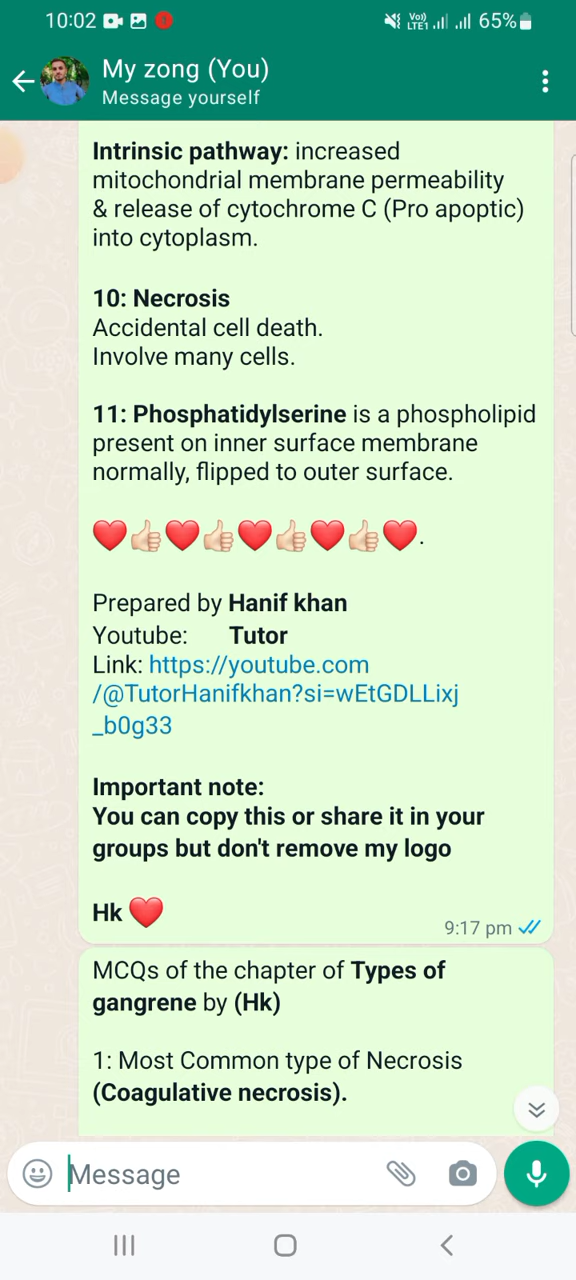 10:02
Vo)) LTE1 65%
My zong (You)
Message yourself
Intrinsic pathway: increased
mitochondrial membrane permeability
& release of cytochrome C (Pro apoptic)
into cytoplasm.
10: Necrosis
Accidental cell death.
Involve many cells.
11: Phosphatidylserine is a phospholipid
present on inner surface membrane
normally, flipped to outer surface.
❤️👍🏻❤️👍🏻❤️👍🏻❤️👍🏻❤️.
Prepared by Hanif khan
Youtube: Tutor
Link: https://youtube.com
/@TutorHanifkhan?si=wEtGDLLixj
_b0g33
Important note:
You can copy this or share it in your
groups but don't remove my logo
Hk ❤️
9:17 pm
MCQs of the chapter of Types of
gangrene by (Hk)
1: Most Common type of Necrosis
(Coagulative necrosis).
Message